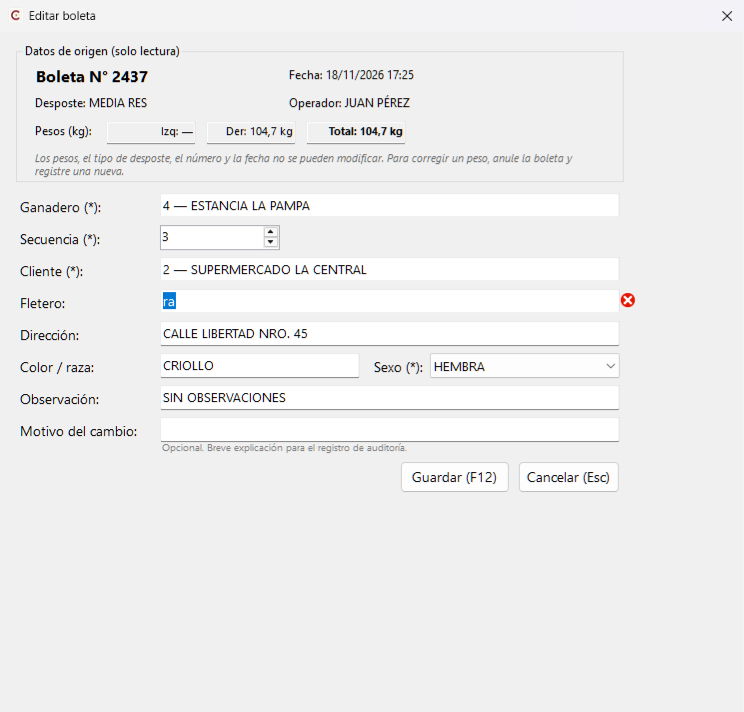 Editar boleta
Datos de origen (solo lectura)
Boleta N° 2437
Fecha: 18/11/2026 17:25
Desposte: MEDIA RES
Operador: JUAN PÉREZ
Pesos (kg): Izq: — Der: 104,7 kg Total: 104,7 kg
Los pesos, el tipo de desposte, el número y la fecha no se pueden modificar. Para corregir un peso, anule la boleta y
registre una nueva.
Ganadero (*): 4 — ESTANCIA LA PAMPA
Secuencia (*): 3
Cliente (*): 2 — SUPERMERCADO LA CENTRAL
Fletero: ra
Dirección: CALLE LIBERTAD NRO. 45
Color / raza: CRIOLLO Sexo (*): HEMBRA
Observación: SIN OBSERVACIONES
Motivo del cambio:
Opcional. Breve explicación para el registro de auditoría.
Guardar (F12) Cancelar (Esc)